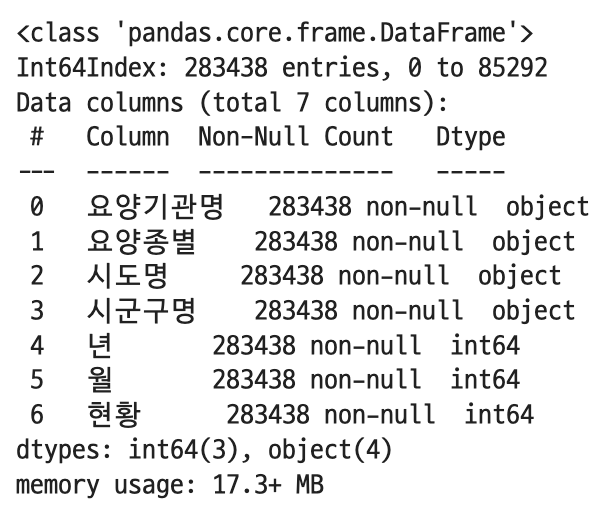 <class 'pandas.core.frame.DataFrame'>
Int64Index: 283438 entries, 0 to 85292
Data columns (total 7 columns):
 #   Column  Non-Null Count   Dtype
---  ------  --------------   -----
 0   요양기관명   283438 non-null  object
 1   요양종별    283438 non-null  object
 2   시도명     283438 non-null  object
 3   시군구명    283438 non-null  object
 4   년       283438 non-null  int64
 5   월       283438 non-null  int64
 6   현황      283438 non-null  int64
dtypes: int64(3), object(4)
memory usage: 17.3+ MB